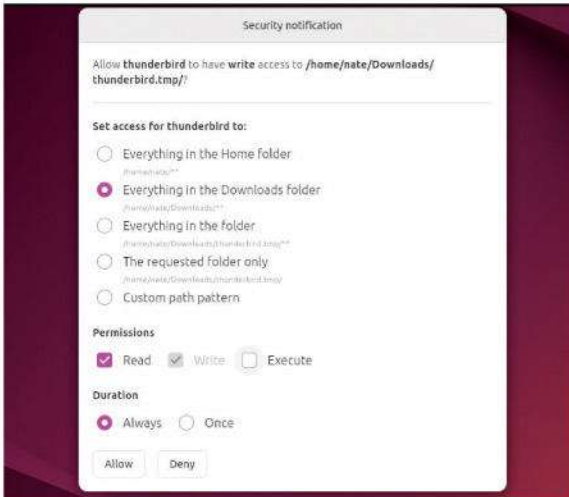 Security notification
Allow thunderbird to have write access to /home/nate/Downloads/
thunderbird.tmp/?
Set access for thunderbird to:
Everything in the Home folder
/home/nate/**
Everything in the Downloads folder
/home/nate/Downloads/**
Everything in the folder
/home/nate/Downloads/thunderbird.tmp/**
The requested folder only
/home/nate/Downloads/thunderbird.tmp/
Custom path pattern
Permissions
Read Write Execute
Duration
Always Once
Allow Deny